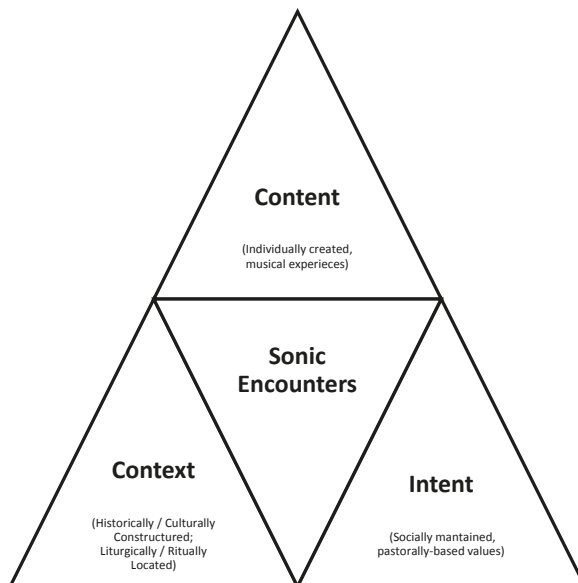 Content
(Individually created,
musical experieces)
Sonic
Encounters
Context
(Historically / Culturally
Constructured;
Liturgically / Ritually
Located)
Intent
(Socially mantained,
pastorally-based values)